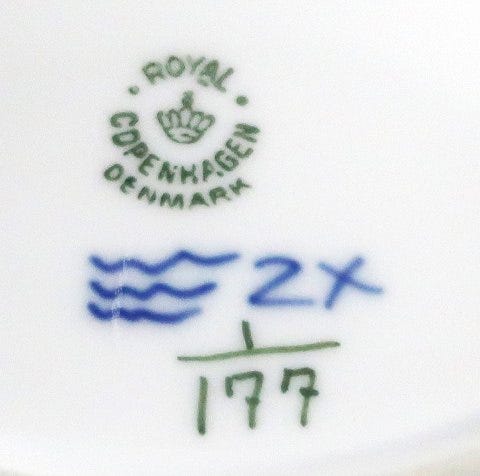 ROYAL
COPENHAGEN
DENMARK
2X
1
177